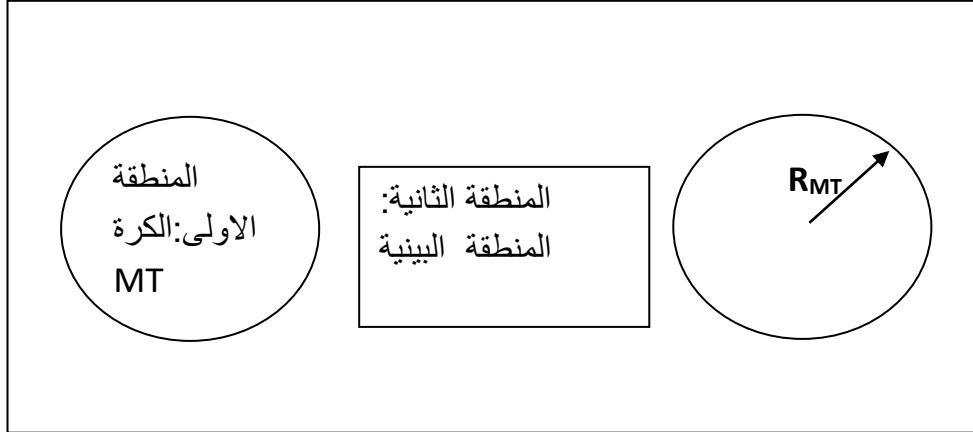 المنطقة
الاولى:الكرة
MT
المنطقة الثانية:
المنطقة البينية
RMT